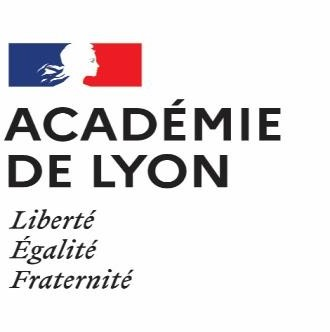 ACADÉMIE
DE LYON
Liberté
Égalité
Fraternité